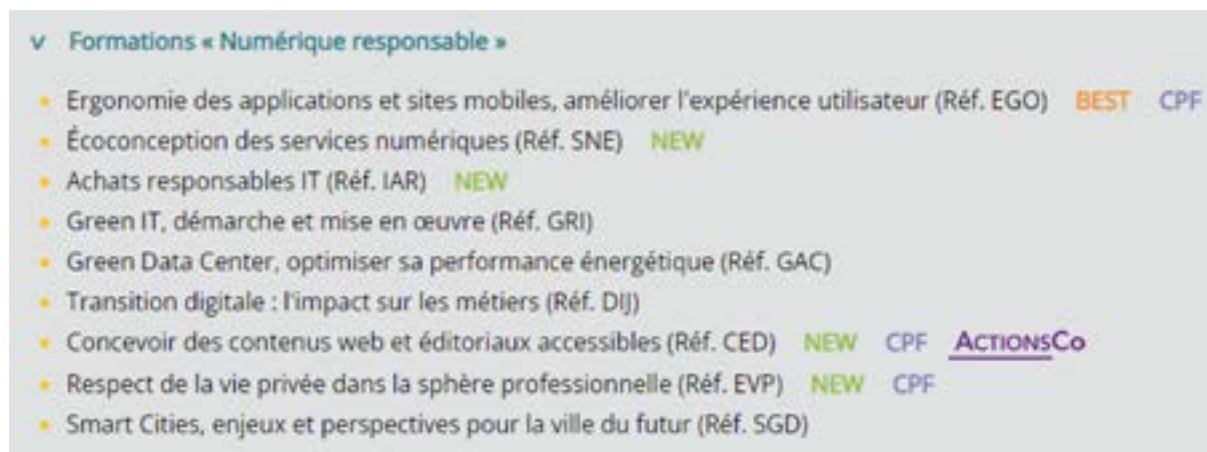 v Formations « Numérique responsable »
• Ergonomie des applications et sites mobiles, améliorer l'expérience utilisateur (Réf. EGO) BEST CPF
• Écoconception des services numériques (Réf. SNE) NEW
• Achats responsables IT (Réf. IAR) NEW
• Green IT, démarche et mise en œuvre (Réf. GRI)
• Green Data Center, optimiser sa performance énergétique (Réf. GAC)
• Transition digitale : l'impact sur les métiers (Réf. DIJ)
• Concevoir des contenus web et éditoriaux accessibles (Réf. CED) NEW CPF ACTIONSCo
• Respect de la vie privée dans la sphère professionnelle (Réf. EVP) NEW CPF
• Smart Cities, enjeux et perspectives pour la ville du futur (Réf. SGD)